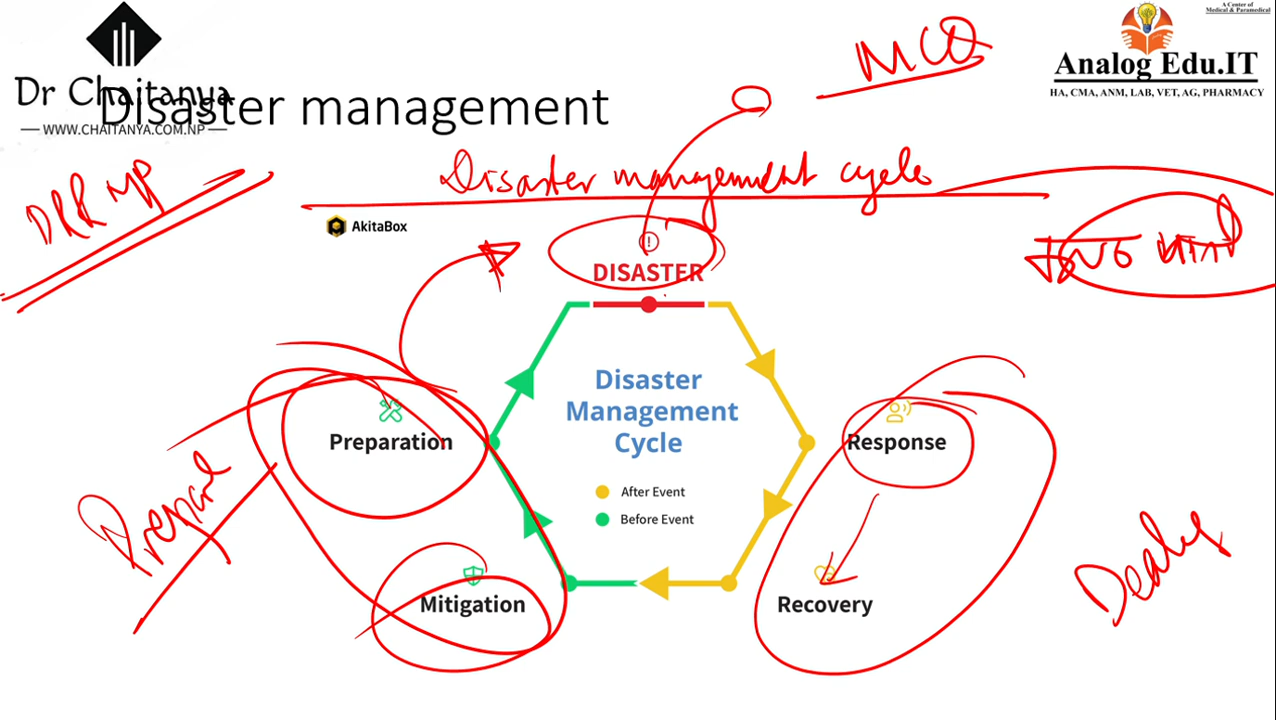 A Center of
Medical & Paramedical
MCQ
Analog Edu.IT
HA, CMA, ANM, LAB, VET, AG, PHARMACY
Dr Chaitanya
Disaster management
WWW.CHAITANYA.COM.NP
Disaster management cycle
DRR MP
AkitaBox
DISASTER
Disaster
Management
Cycle
Preparation
Response
After Event
Before Event
Prepare
Mitigation
Recovery